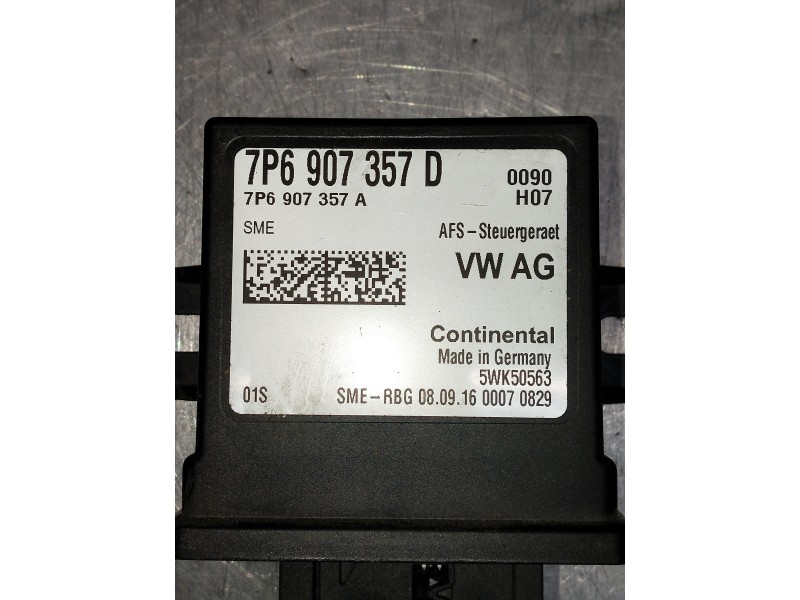 7P6 907 357 D
0090
7P6 907 357 A
H07
SME
AFS-Steuergeraet
VW AG
Continental
Made in Germany
5WK50563
01S
SME-RBG 08.09.16 0007 0829